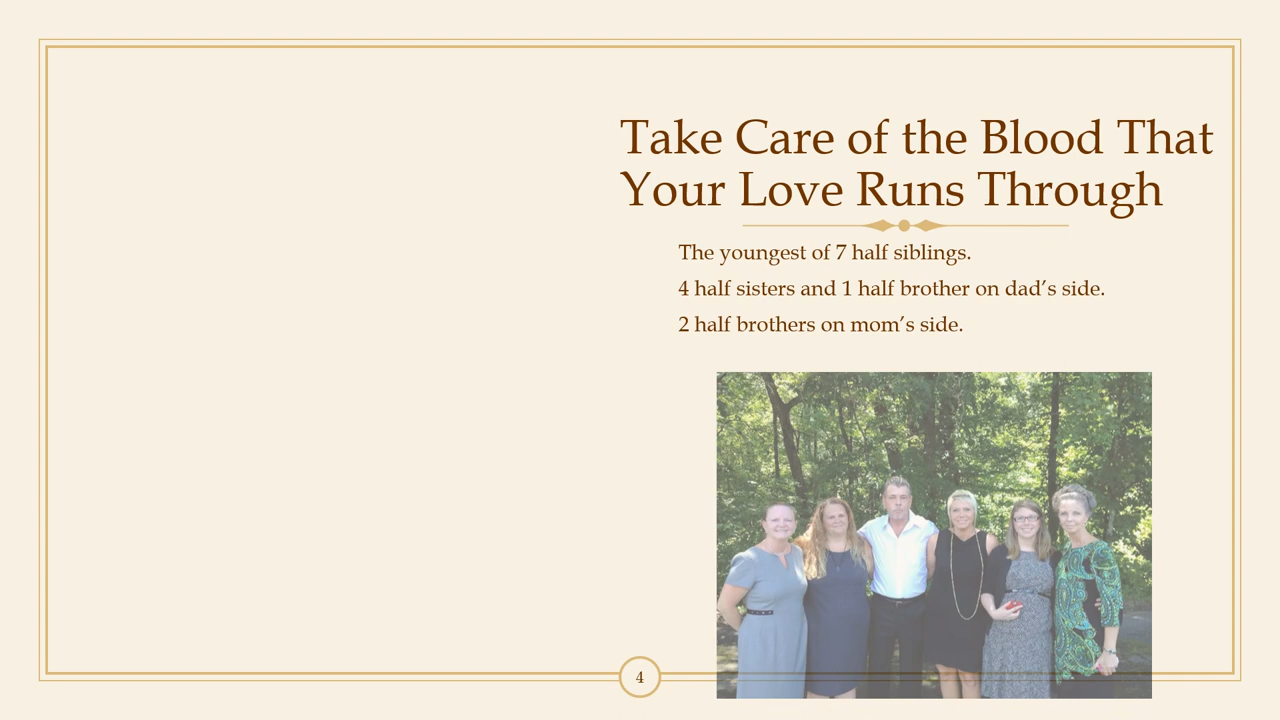 Take Care of the Blood That
Your Love Runs Through
The youngest of 7 half siblings.
4 half sisters and 1 half brother on dad’s side.
2 half brothers on mom’s side.
4